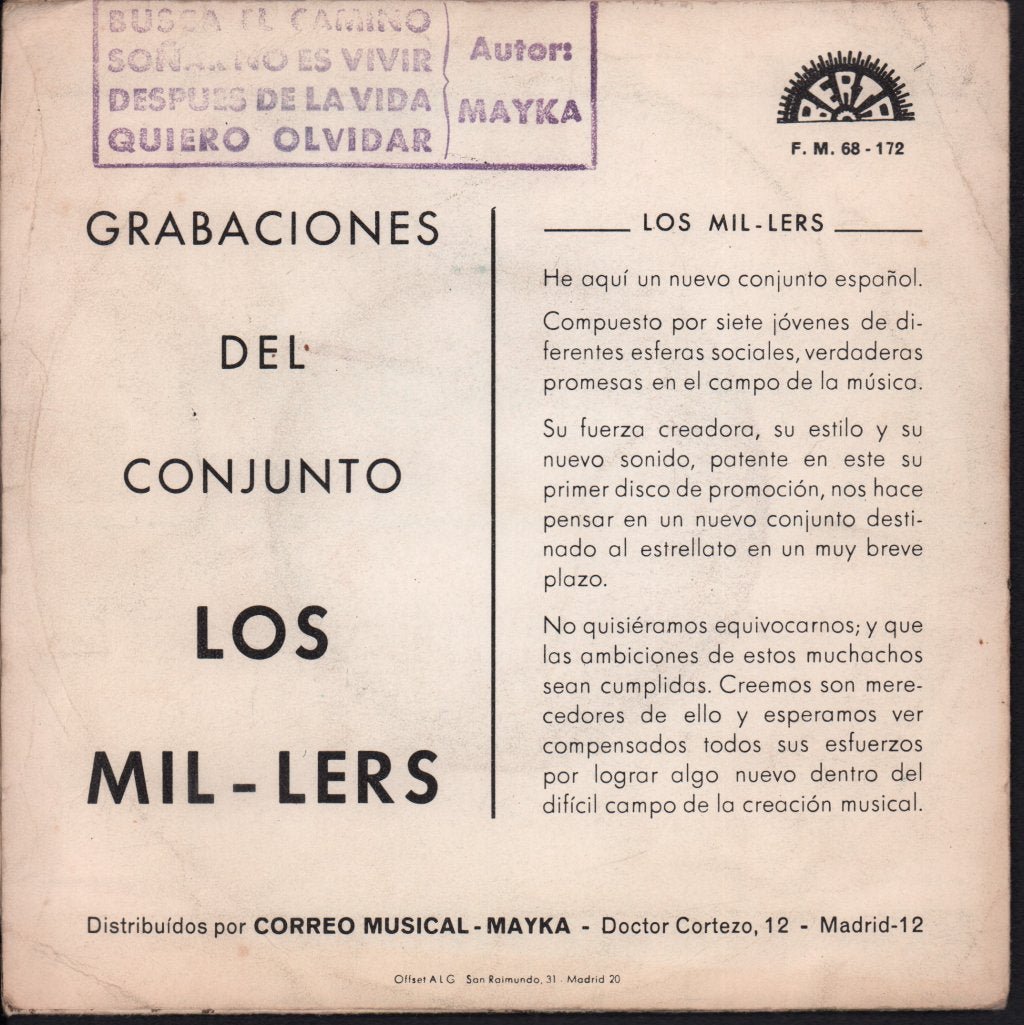 BUSCA EL CAMINO
SOÑAR NO ES VIVIR
DESPUES DE LA VIDA
QUIERO OLVIDAR
Autor:
MAYKA
BERTA
F. M. 68 - 172
GRABACIONES
DEL
CONJUNTO
LOS
MIL-LERS
LOS MIL-LERS
He aquí un nuevo conjunto español.
Compuesto por siete jóvenes de di-
ferentes esferas sociales, verdaderas
promesas en el campo de la música.
Su fuerza creadora, su estilo y su
nuevo sonido, patente en este su
primer disco de promoción, nos hace
pensar en un nuevo conjunto desti-
nado al estrellato en un muy breve
plazo.
No quisiéramos equivocarnos; y que
las ambiciones de estos muchachos
sean cumplidas. Creemos son mere-
cedores de ello y esperamos ver
compensados todos sus esfuerzos
por lograr algo nuevo dentro del
difícil campo de la creación musical.
Distribuídos por CORREO MUSICAL - MAYKA - Doctor Cortezo, 12 - Madrid-12
Offset A L G San Raimundo, 31 - Madrid 20